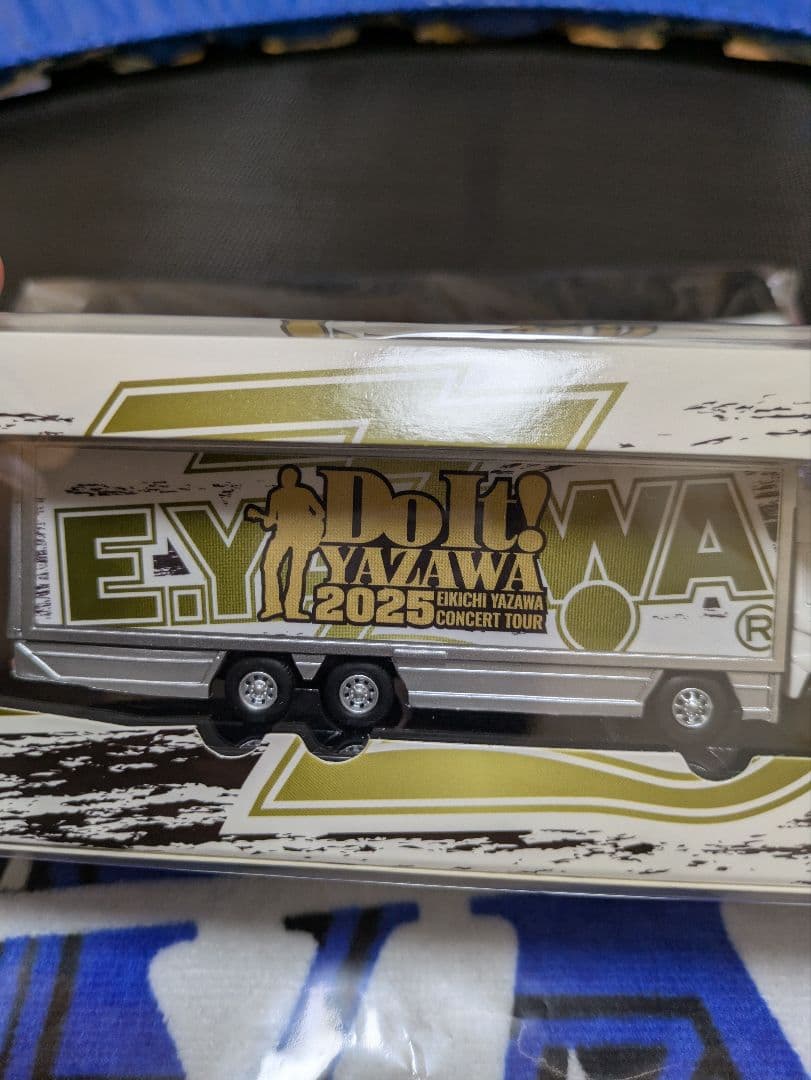 E.Y WA
®
Do It!
YAZAWA
2025
EIKICHI YAZAWA
CONCERT TOUR